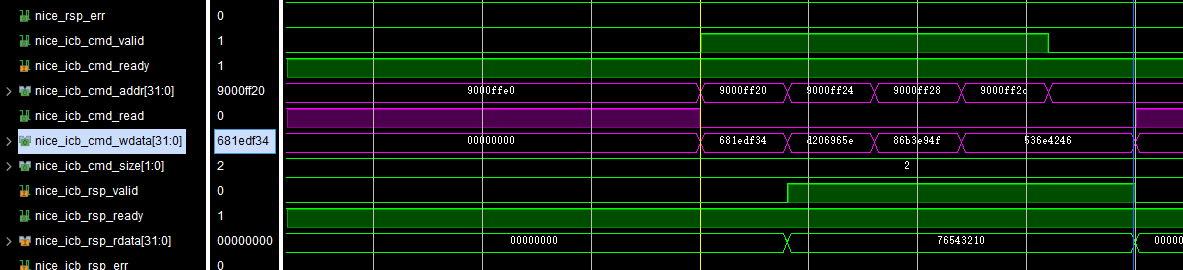 nice_rsp_err 0
nice_icb_cmd_valid 1
nice_icb_cmd_ready 1
nice_icb_cmd_addr[31:0] 9000ff20 9000ffe0 9000ff20 9000ff24 9000ff28 9000ff2c
nice_icb_cmd_read 0
nice_icb_cmd_wdata[31:0] 681edf34 00000000 681edf34 d206965e 86b3e94f 536e4246
nice_icb_cmd_size[1:0] 2 2
nice_icb_rsp_valid 0
nice_icb_rsp_ready 1
nice_icb_rsp_rdata[31:0] 00000000 00000000 76543210 00000
nice_icb_rsp_err 0